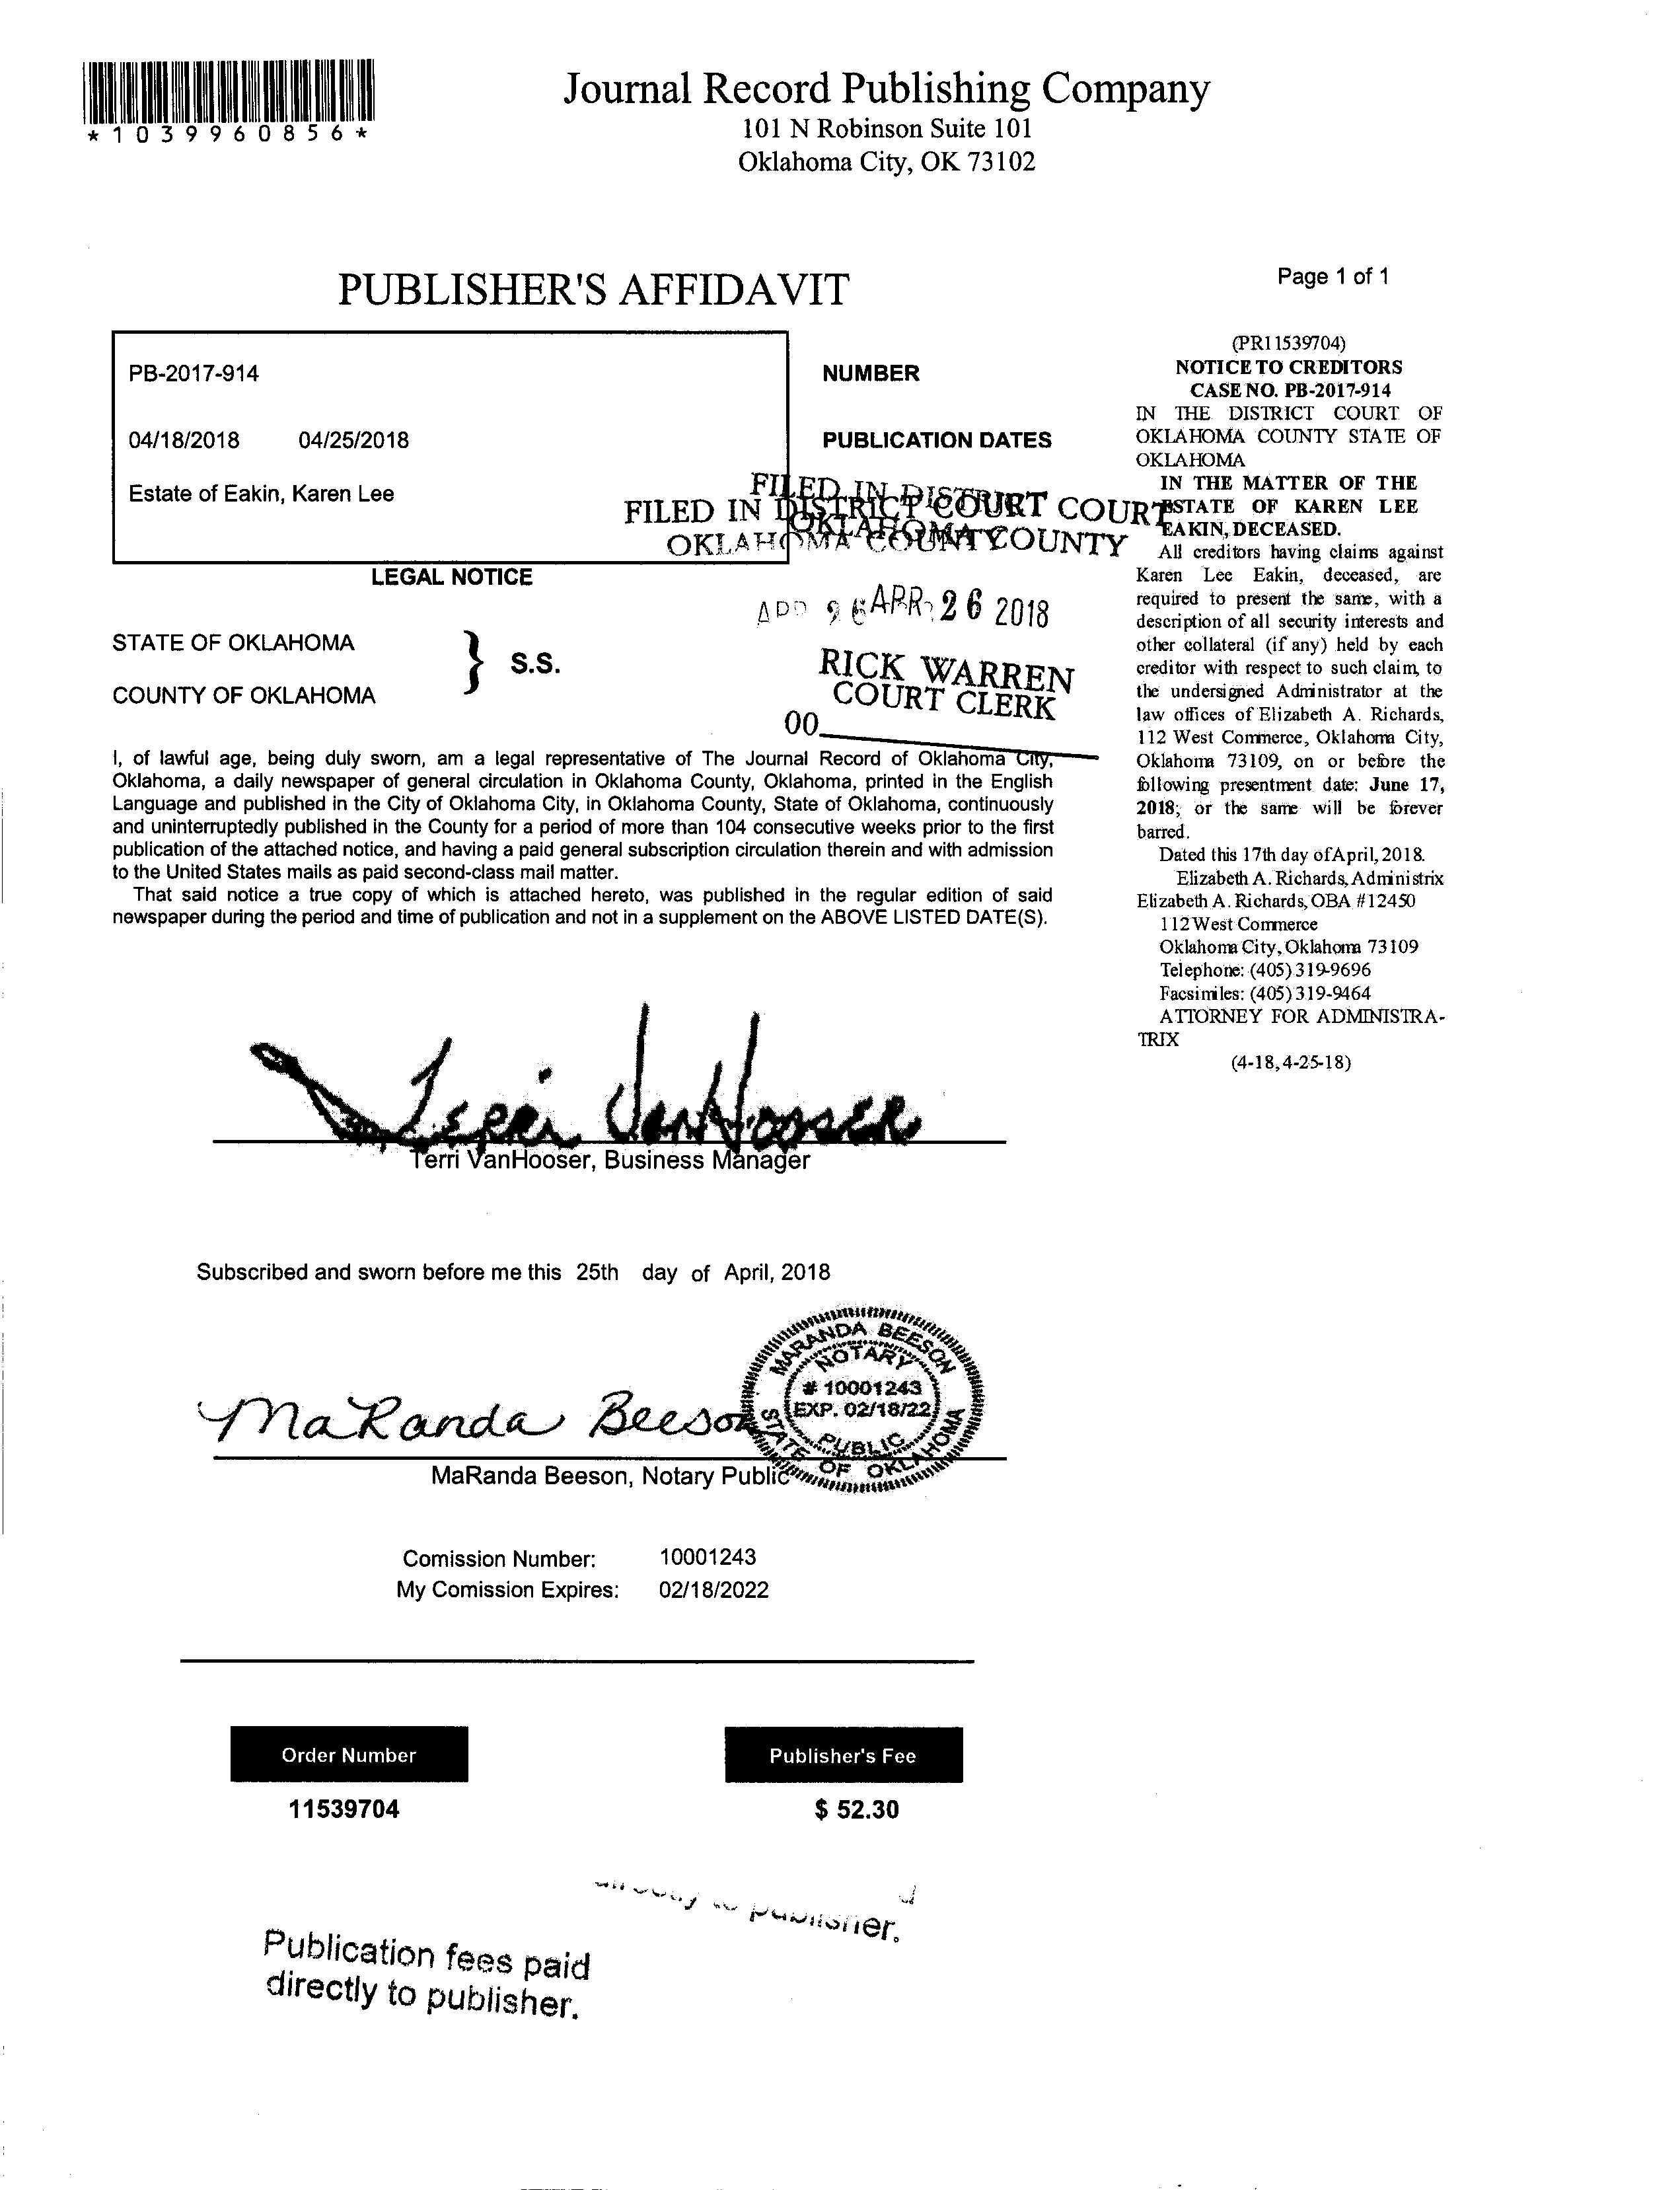 *1039960856*
Journal Record Publishing Company
101 N Robinson Suite 101
Oklahoma City, OK 73102
PUBLISHER'S AFFIDAVIT
Page 1 of 1
PB-2017-914
NUMBER
04/18/2018 04/25/2018
PUBLICATION DATES
Estate of Eakin, Karen Lee
LEGAL NOTICE
FILED IN DISTRICT COURT
OKLAHOMA COUNTY
FILED IN DISTRICT COURT
OKLAHOMA COUNTY
APR 26 2018
RICK WARREN
COURT CLERK
00
STATE OF OKLAHOMA
} S.S.
COUNTY OF OKLAHOMA
I, of lawful age, being duly sworn, am a legal representative of The Journal Record of Oklahoma City,
Oklahoma, a daily newspaper of general circulation in Oklahoma County, Oklahoma, printed in the English
Language and published in the City of Oklahoma City, in Oklahoma County, State of Oklahoma, continuously
and uninterruptedly published in the County for a period of more than 104 consecutive weeks prior to the first
publication of the attached notice, and having a paid general subscription circulation therein and with admission
to the United States mails as paid second-class mail matter.
That said notice a true copy of which is attached hereto, was published in the regular edition of said
newspaper during the period and time of publication and not in a supplement on the ABOVE LISTED DATE(S).
Terri VanHooser
Terri VanHooser, Business Manager
Subscribed and sworn before me this 25th day of April, 2018
MaRanda Beeson
MARANDA BEESON
NOTARY
# 10001243
EXP. 02/18/22
PUBLIC
STATE OF OKLAHOMA
MaRanda Beeson, Notary Public
Comission Number: 10001243
My Comission Expires: 02/18/2022
Order Number
Publisher's Fee
11539704
$ 52.30
directly to publisher.
Publication fees paid
directly to publisher.
(PR11539704)
NOTICE TO CREDITORS
CASE NO. PB-2017-914
IN THE DISTRICT COURT OF
OKLAHOMA COUNTY STATE OF
OKLAHOMA
IN THE MATTER OF THE
ESTATE OF KAREN LEE
EAKIN, DECEASED.
All creditors having claims against
Karen Lee Eakin, deceased, are
required to present the same, with a
description of all security interests and
other collateral (if any) held by each
creditor with respect to such claim, to
the undersigned Administrator at the
law offices of Elizabeth A. Richards,
112 West Commerce, Oklahoma City,
Oklahoma 73109, on or before the
following presentment date: June 17,
2018; or the same will be forever
barred.
Dated this 17th day of April, 2018.
Elizabeth A. Richards, Administrix
Elizabeth A. Richards, OBA #12450
112 West Commerce
Oklahoma City, Oklahoma 73109
Telephone: (405) 319-9696
Facsimiles: (405) 319-9464
ATTORNEY FOR ADMINISTRA-
TRIX
(4-18, 4-25-18)